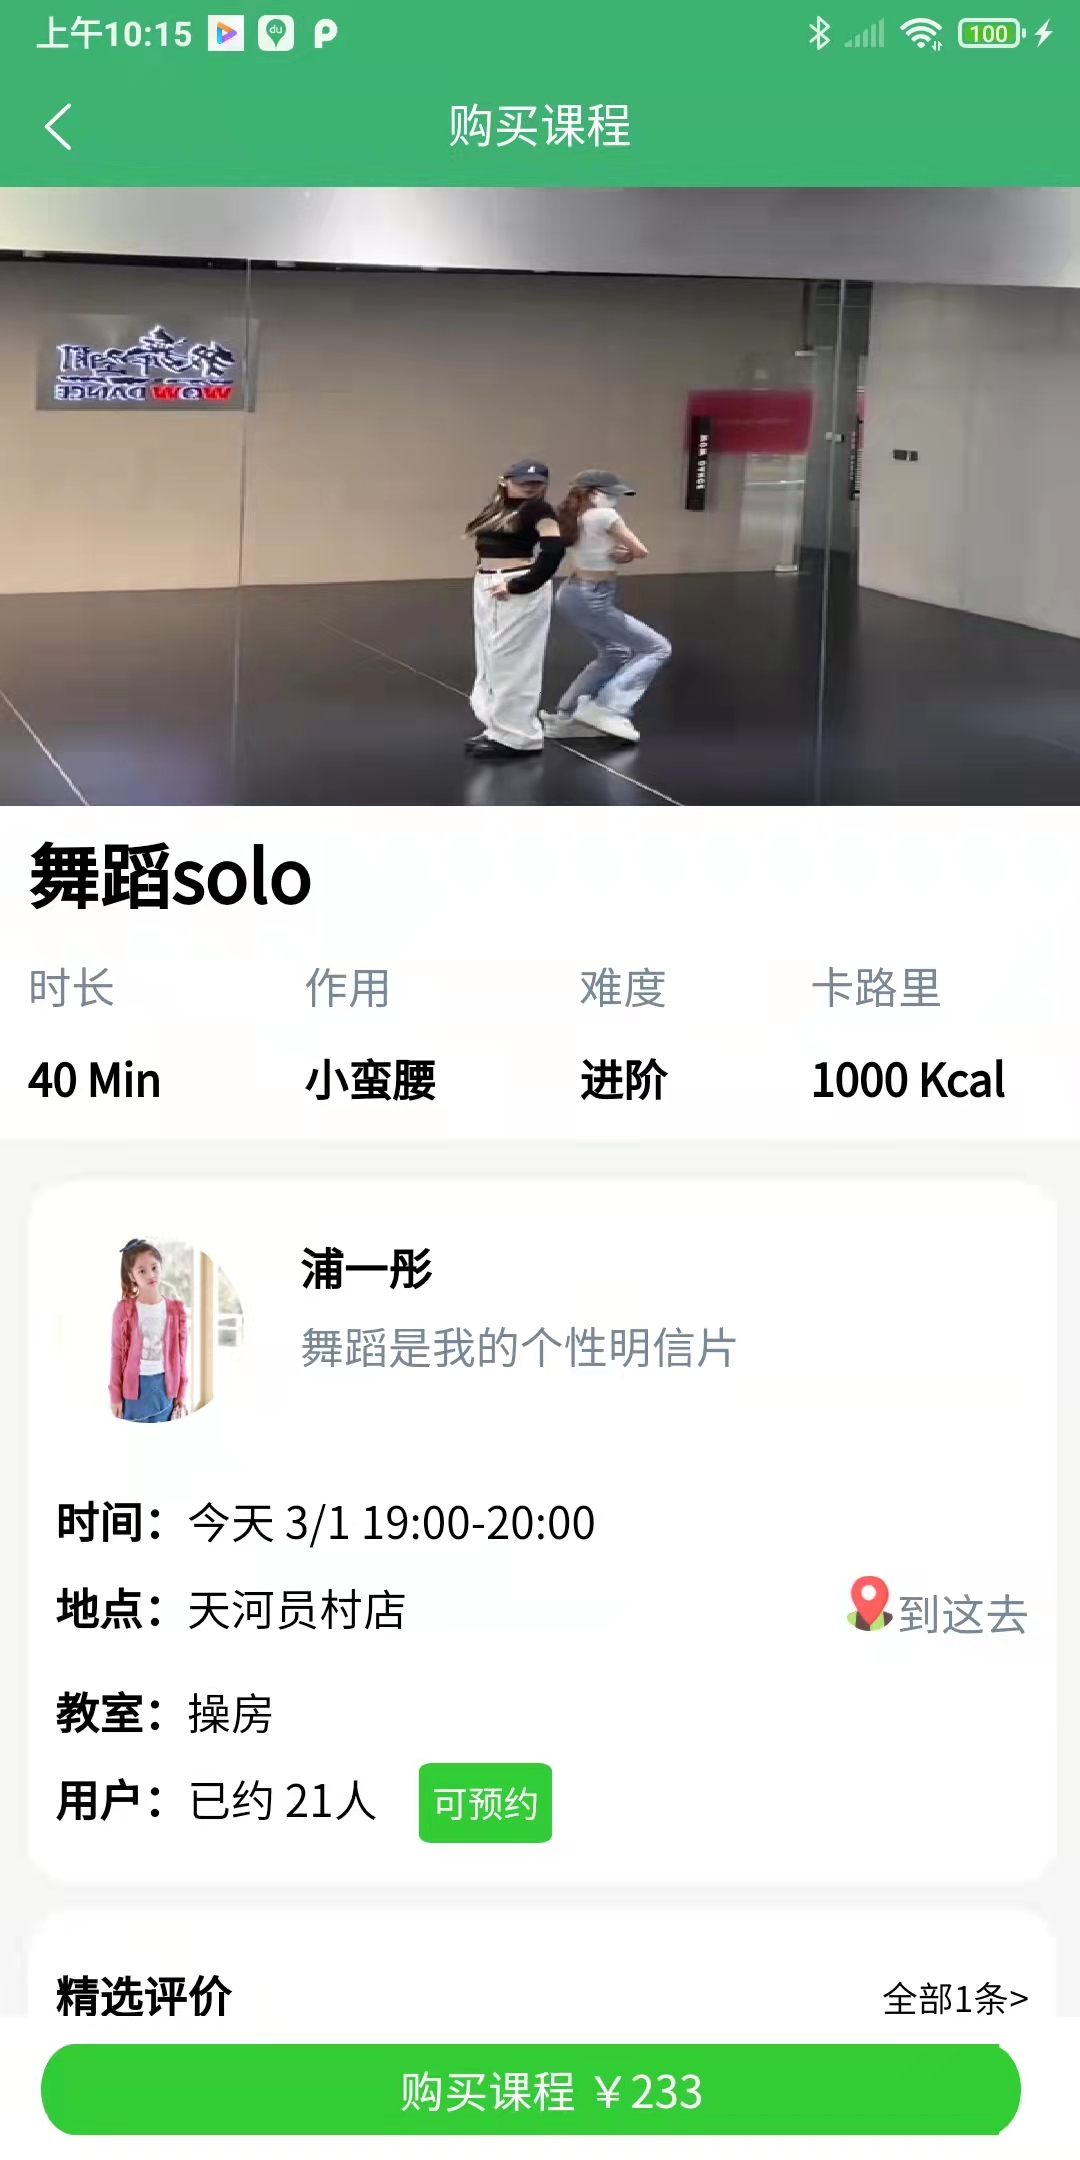 上午10:15
du
100
购买课程
舞蹈solo
时长 作用 难度 卡路里
40 Min 小蛮腰 进阶 1000 Kcal
浦一彤
舞蹈是我的个性明信片
时间：今天 3/1 19:00-20:00
地点：天河员村店 到这去
教室：操房
用户：已约 21人 可预约
精选评价 全部1条>
购买课程 ￥233